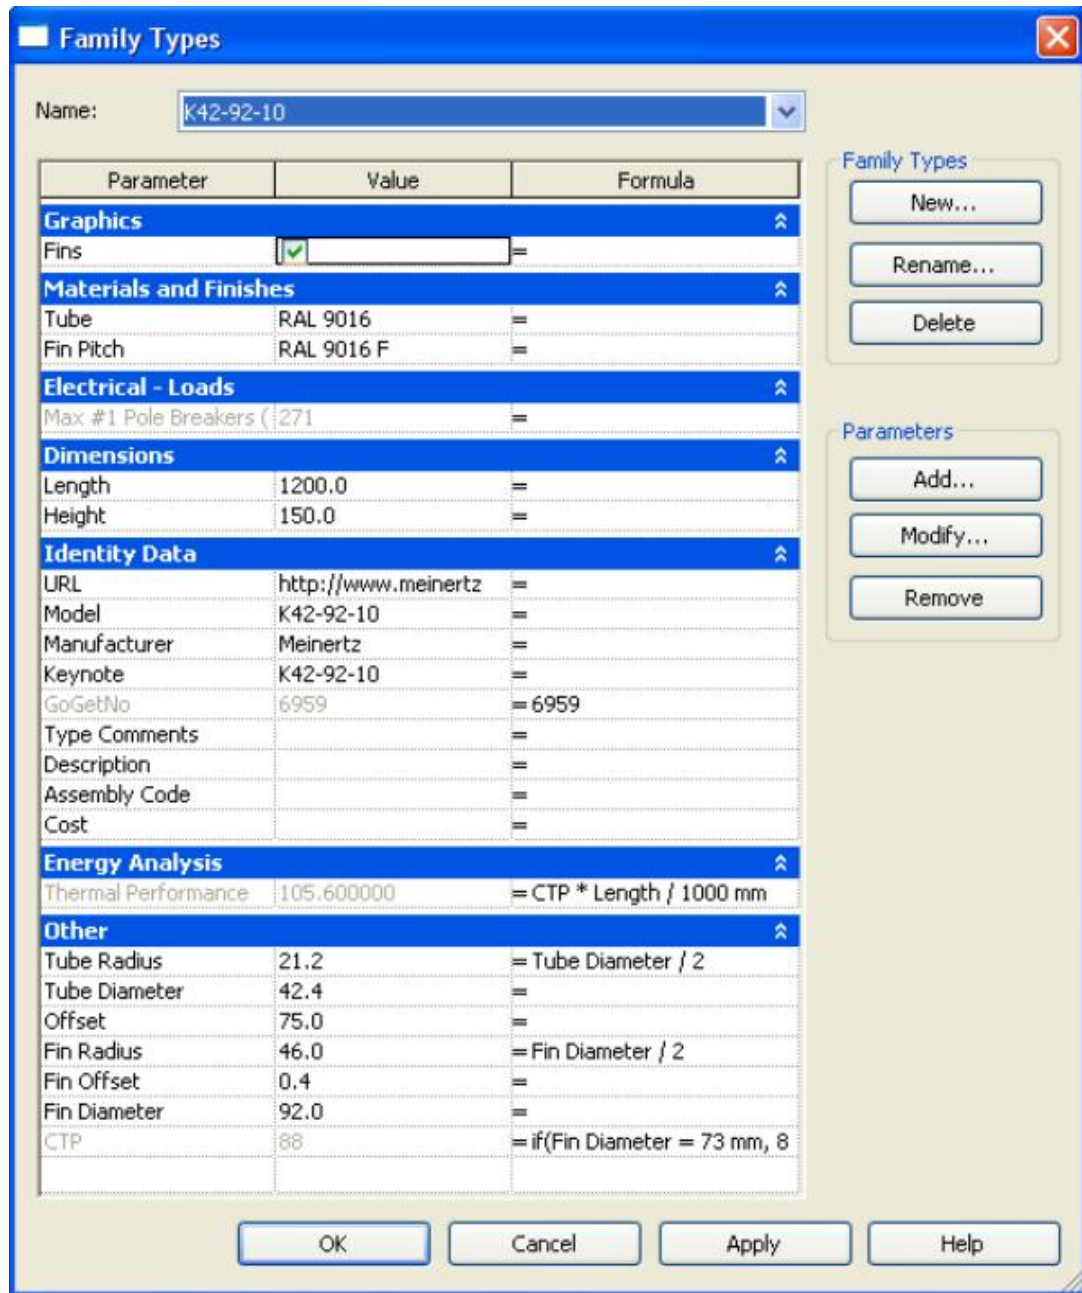 Family Types
Name: K42-92-10
Family Types
Parameter Value Formula
New...
Graphics
Fins =
Rename...
Materials and Finishes
Tube RAL 9016 =
Delete
Fin Pitch RAL 9016 F =
Electrical - Loads
Max #1 Pole Breakers ( 271 =
Parameters
Dimensions
Add...
Length 1200.0 =
Height 150.0 =
Modify...
Identity Data
URL http://www.meinertz =
Remove
Model K42-92-10 =
Manufacturer Meinertz =
Keynote K42-92-10 =
GoGetNo 6959 = 6959
Type Comments =
Description =
Assembly Code =
Cost =
Energy Analysis
Thermal Performance 105.600000 = CTP * Length / 1000 mm
Other
Tube Radius 21.2 = Tube Diameter / 2
Tube Diameter 42.4 =
Offset 75.0 =
Fin Radius 46.0 = Fin Diameter / 2
Fin Offset 0.4 =
Fin Diameter 92.0 =
CTP 88 = if(Fin Diameter = 73 mm, 8
OK Cancel Apply Help